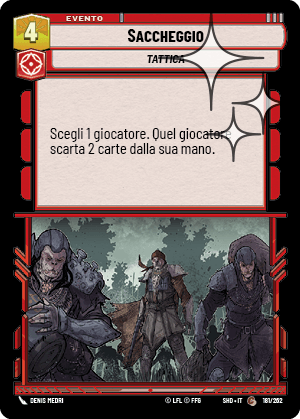 4
EVENTO
SACCHEGGIO
TATTICA
Scegli 1 giocatore. Quel giocatore
scarta 2 carte dalla sua mano.
DENIS MEDRI
© LFL © FFG
SHD • IT
181/262